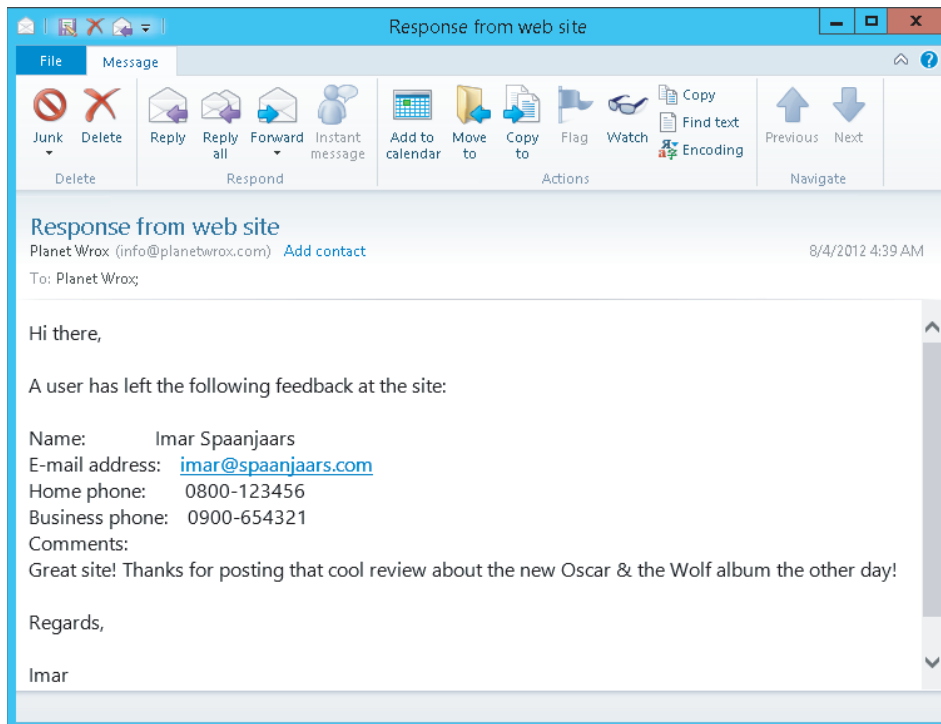 Response from web site
File Message
Junk Delete Reply Reply all Forward Instant message Add to calendar Move to Copy to Flag Watch Copy Find text Encoding Previous Next
Delete Respond Actions Navigate
Response from web site
Planet Wrox (info@planetwrox.com) Add contact 8/4/2012 4:39 AM
To: Planet Wrox;
Hi there,
A user has left the following feedback at the site:
Name: Imar Spaanjaars
E-mail address: imar@spaanjaars.com
Home phone: 0800-123456
Business phone: 0900-654321
Comments:
Great site! Thanks for posting that cool review about the new Oscar & the Wolf album the other day!
Regards,
Imar